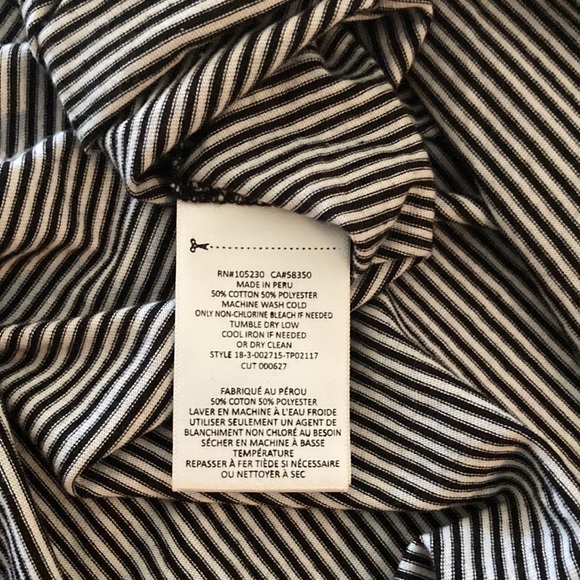 RN#105230 CA#58350
MADE IN PERU
50% COTTON 50% POLYESTER
MACHINE WASH COLD
ONLY NON-CHLORINE BLEACH IF NEEDED
TUMBLE DRY LOW
COOL IRON IF NEEDED
OR DRY CLEAN
STYLE 18-3-002715-TP02117
CUT 000627
FABRIQUÉ AU PÉROU
50% COTON 50% POLYESTER
LAVER EN MACHINE À L'EAU FROIDE
UTILISER SEULEMENT UN AGENT DE
BLANCHIMENT NON CHLORÉ AU BESOIN
SÉCHER EN MACHINE À BASSE
TEMPÉRATURE
REPASSER À FER TIÈDE SI NÉCESSAIRE
OU NETTOYER À SEC